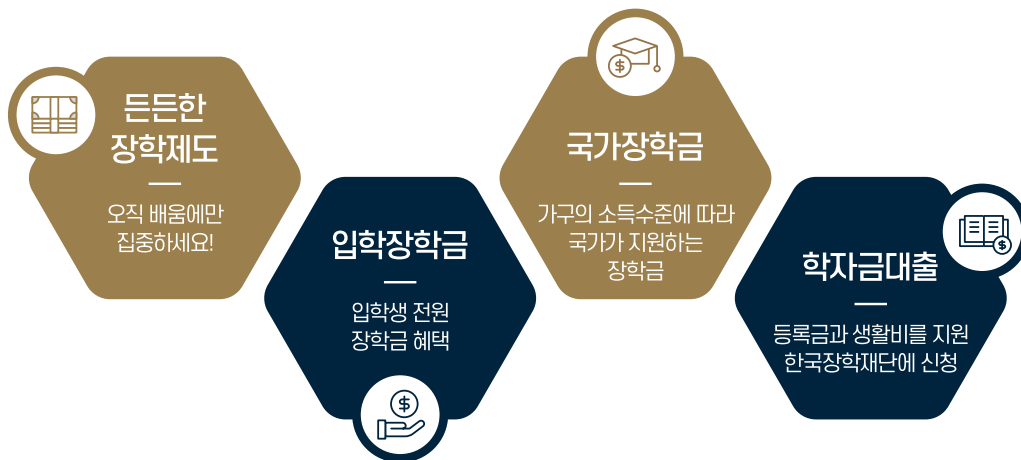 든든한
장학제도
오직 배움에만
집중하세요!
입학장학금
입학생 전원
장학금 혜택
국가장학금
가구의 소득수준에 따라
국가가 지원하는
장학금
학자금대출
등록금과 생활비를 지원
한국장학재단에 신청